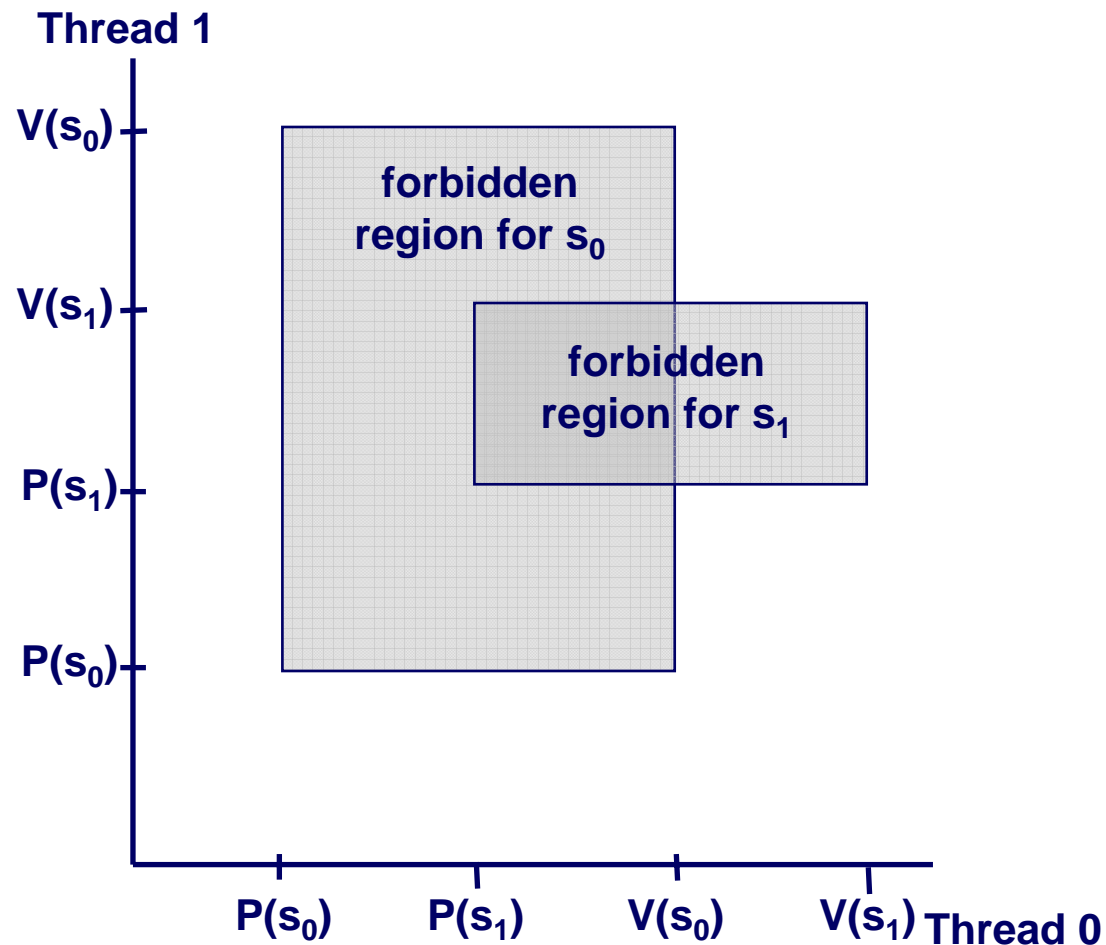 Thread 1
V(s₀)
forbidden
region for s₀
V(s₁)
forbidden
region for s₁
P(s₁)
P(s₀)
P(s₀) P(s₁) V(s₀) V(s₁) Thread 0